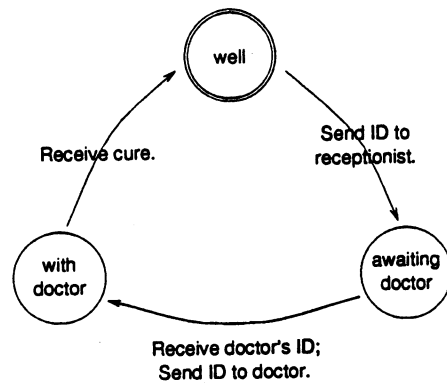 well
Send ID to
receptionist.
Receive cure.
with
doctor
awaiting
doctor
Receive doctor's ID;
Send ID to doctor.